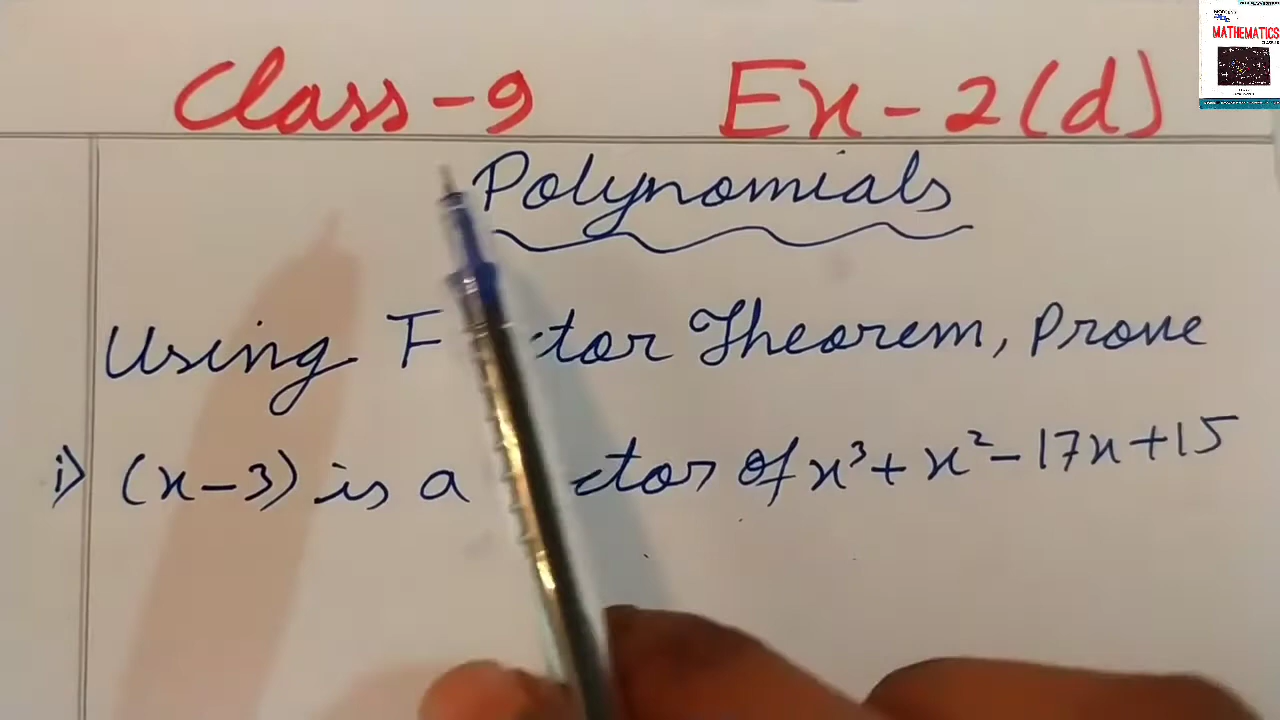 Class-9 Ex-2(d)
MATHEMATICS
Polynomials
Using F tor Theorem, Prove
i) (x-3) is a ctor of x³+x²-17x+15